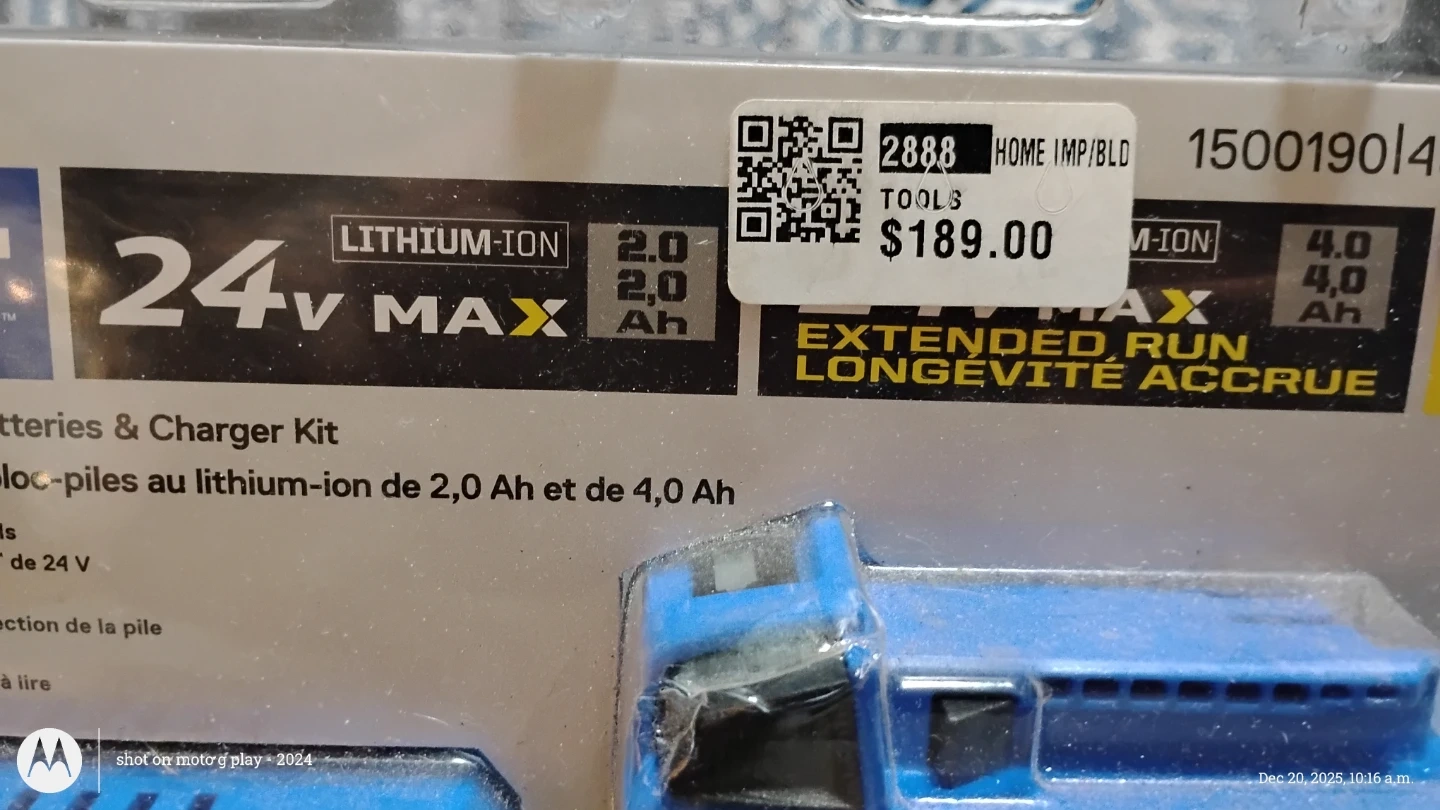 2888 HOME IMP/BLD
TOOLS
$189.00
1500190|4
LITHIUM-ION
24V MAX
2.0
2,0
Ah
™
M-ION
MAX
4.0
4,0
Ah
EXTENDED RUN
LONGÉVITÉ ACCRUE
tteries & Charger Kit
bloc-piles au lithium-ion de 2,0 Ah et de 4,0 Ah
ls
de 24 V
ection de la pile
à lire
shot on moto g play - 2024
Dec 20, 2025, 10:16 a.m.